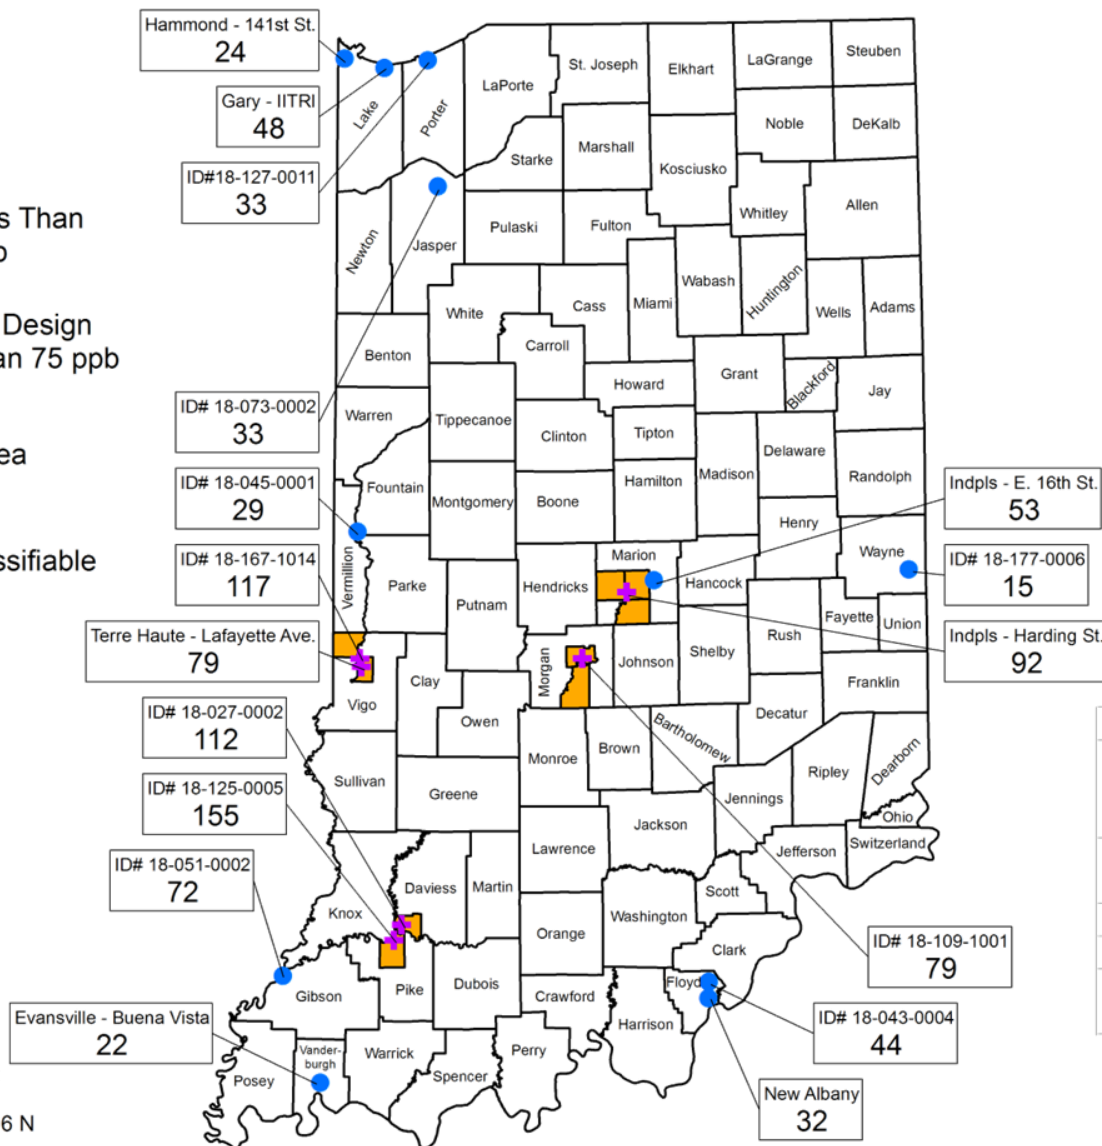 Hammond - 141st St.
24
Gary - IITRI
48
ID#18-127-0011
33
s Than
Design
an 75 ppb
ea
ssifiable
ID# 18-073-0002
33
ID# 18-045-0001
29
ID# 18-167-1014
117
Terre Haute - Lafayette Ave.
79
ID# 18-027-0002
112
ID# 18-125-0005
155
ID# 18-051-0002
72
Evansville - Buena Vista
22
6 N
Indpls - E. 16th St.
53
ID# 18-177-0006
15
Indpls - Harding St.
92
ID# 18-109-1001
79
ID# 18-043-0004
44
New Albany
32
Lake
Porter
LaPorte
St. Joseph
Elkhart
LaGrange
Steuben
Noble
DeKalb
Starke
Marshall
Kosciusko
Whitley
Allen
Newton
Jasper
Pulaski
Fulton
Wabash
Huntington
Miami
Cass
White
Wells
Adams
Benton
Carroll
Howard
Grant
Blackford
Jay
Warren
Tippecanoe
Clinton
Tipton
Madison
Delaware
Randolph
Fountain
Montgomery
Boone
Hamilton
Henry
Wayne
Vermillion
Parke
Putnam
Hendricks
Marion
Hancock
Fayette
Union
Rush
Shelby
Johnson
Morgan
Franklin
Vigo
Clay
Owen
Decatur
Bartholomew
Brown
Monroe
Sullivan
Greene
Dearborn
Ripley
Jennings
Ohio
Jackson
Lawrence
Jefferson
Switzerland
Knox
Daviess
Martin
Scott
Washington
Orange
Clark
Floyd
Gibson
Pike
Dubois
Crawford
Harrison
Vander-
burgh
Warrick
Posey
Spencer
Perry